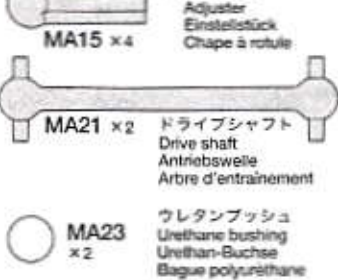 Adjuster
Einstellstück
MA15 ×4
Chape à rotule
MA21 ×2
ドライブシャフト
Drive shaft
Antriebswelle
Arbre d'entraînement
MA23
×2
ウレタンブッシュ
Urethane bushing
Urethan-Buchse
Bague polyuréthane